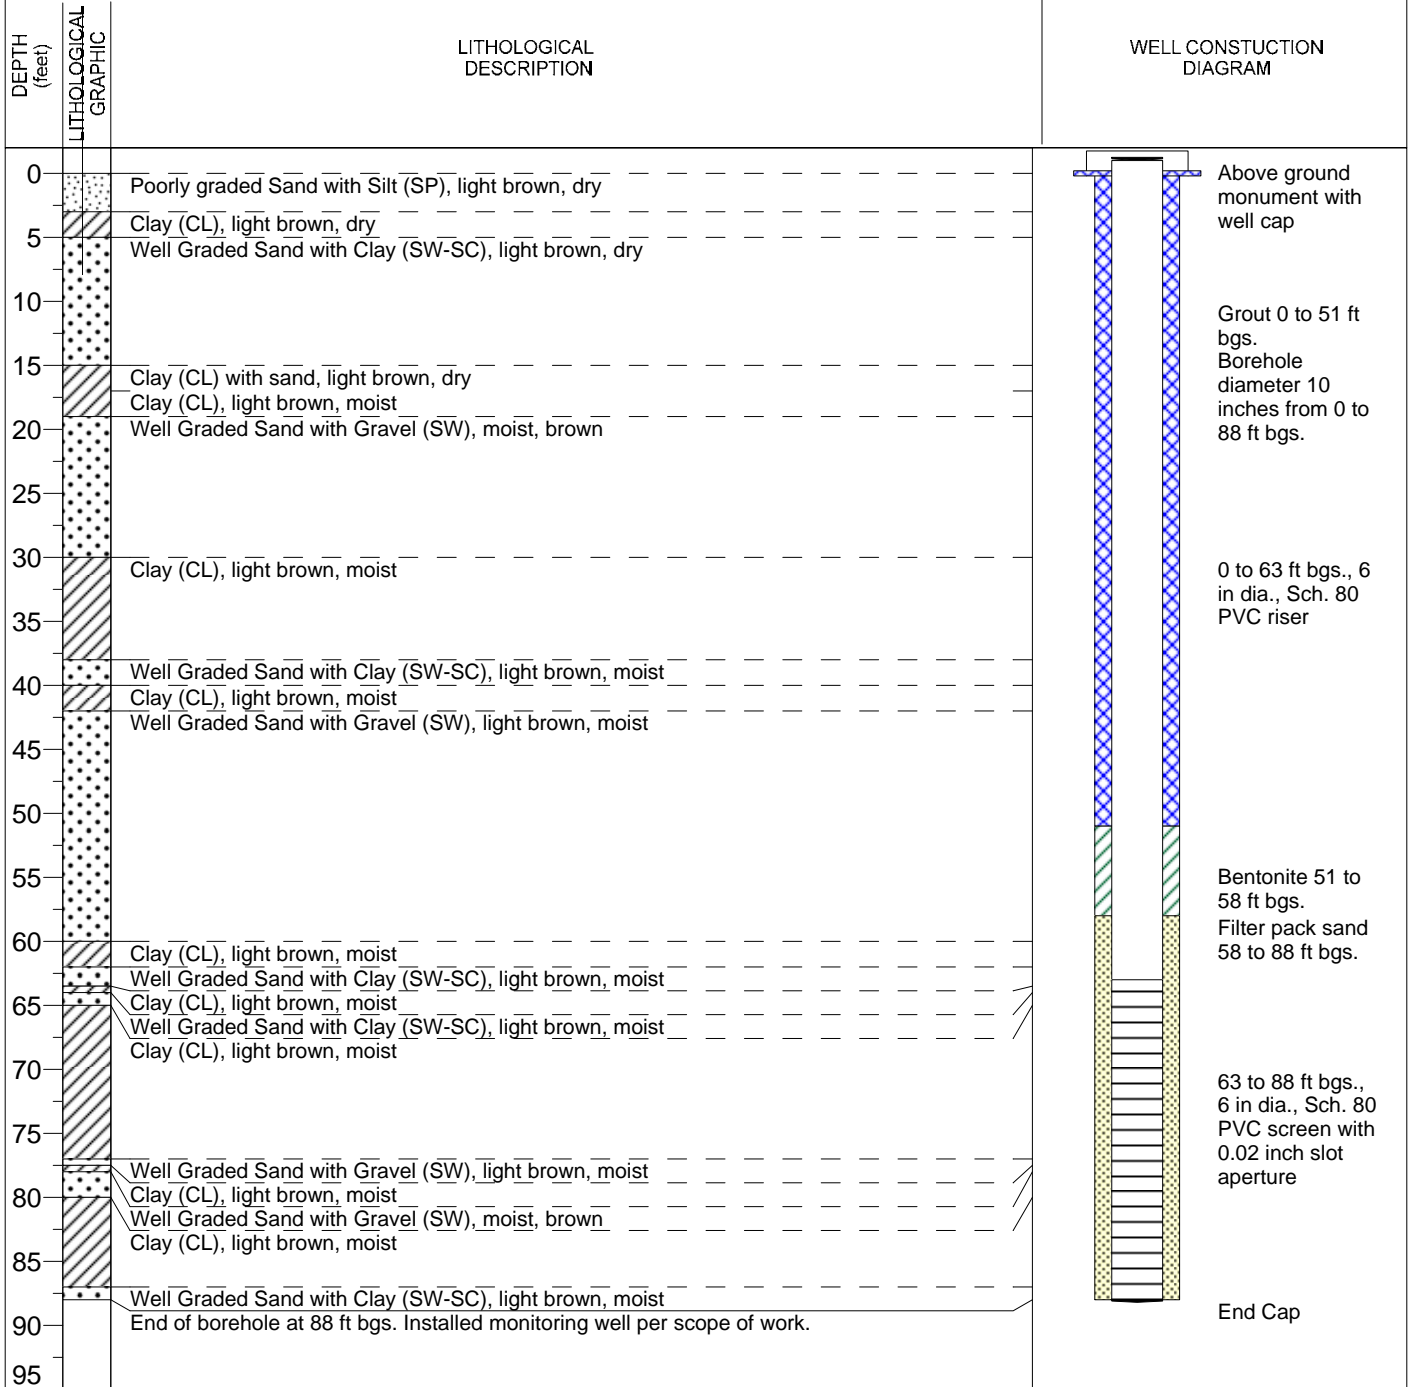 DEPTH
(feet)
LITHOLOGICAL
GRAPHIC
LITHOLOGICAL
DESCRIPTION
WELL CONSTUCTION
DIAGRAM
0
5
10
15
20
25
30
35
40
45
50
55
60
65
70
75
80
85
90
95
Poorly graded Sand with Silt (SP), light brown, dry
Clay (CL), light brown, dry
Well Graded Sand with Clay (SW-SC), light brown, dry
Clay (CL) with sand, light brown, dry
Clay (CL), light brown, moist
Well Graded Sand with Gravel (SW), moist, brown
Clay (CL), light brown, moist
Well Graded Sand with Clay (SW-SC), light brown, moist
Clay (CL), light brown, moist
Well Graded Sand with Gravel (SW), light brown, moist
Clay (CL), light brown, moist
Well Graded Sand with Clay (SW-SC), light brown, moist
Clay (CL), light brown, moist
Well Graded Sand with Clay (SW-SC), light brown, moist
Clay (CL), light brown, moist
Well Graded Sand with Gravel (SW), light brown, moist
Clay (CL), light brown, moist
Well Graded Sand with Gravel (SW), moist, brown
Clay (CL), light brown, moist
Well Graded Sand with Clay (SW-SC), light brown, moist
End of borehole at 88 ft bgs. Installed monitoring well per scope of work.
Above ground
monument with
well cap
Grout 0 to 51 ft
bgs.
Borehole
diameter 10
inches from 0 to
88 ft bgs.
0 to 63 ft bgs., 6
in dia., Sch. 80
PVC riser
Bentonite 51 to
58 ft bgs.
Filter pack sand
58 to 88 ft bgs.
63 to 88 ft bgs.,
6 in dia., Sch. 80
PVC screen with
0.02 inch slot
aperture
End Cap